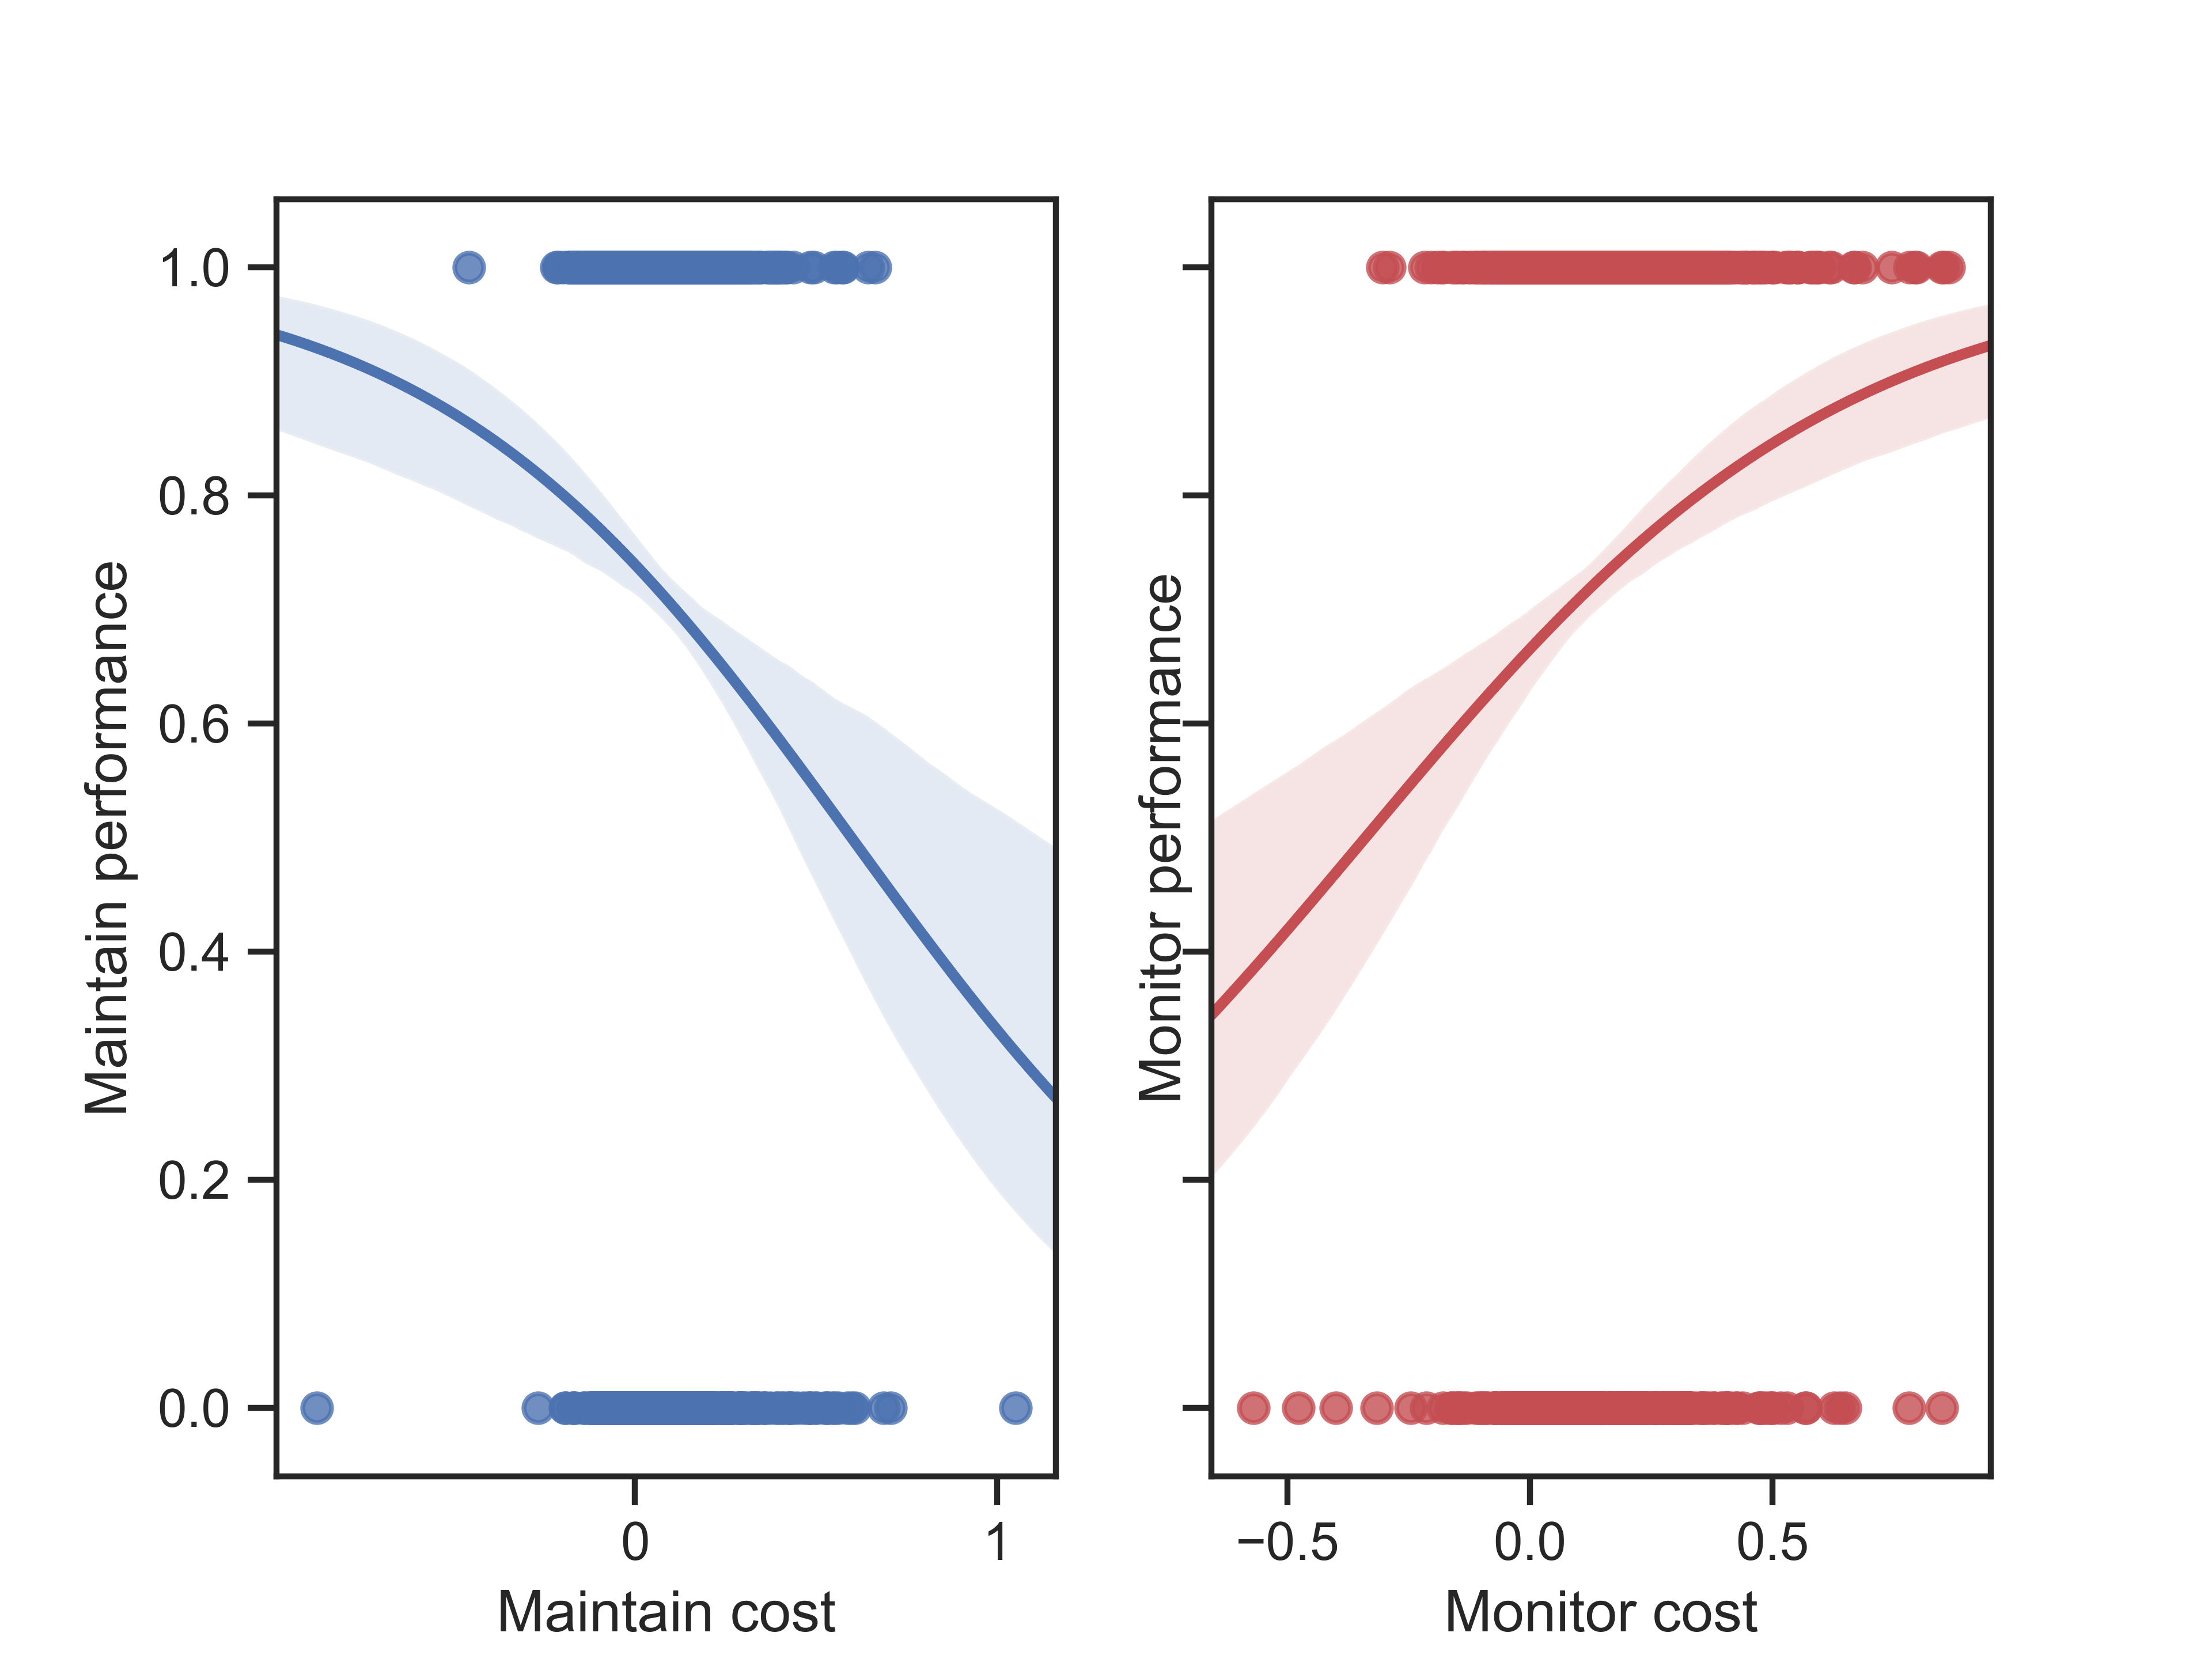 Maintain performance
1.0
0.8
0.6
0.4
0.2
0.0
0
1
Maintain cost
Monitor performance
−0.5
0.0
0.5
Monitor cost